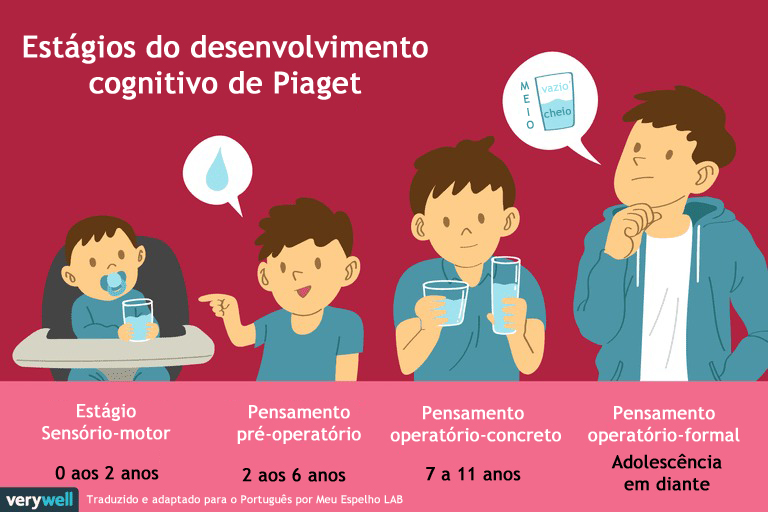 Estágios do desenvolvimento
cognitivo de Piaget
MEIO
vazio
cheio
Estágio
Sensório-motor
0 aos 2 anos
Pensamento
pré-operatório
2 aos 6 anos
Pensamento
operatório-concreto
7 a 11 anos
Pensamento
operatório-formal
Adolescência
em diante
verywell
Traduzido e adaptado para o Português por Meu Espelho LAB